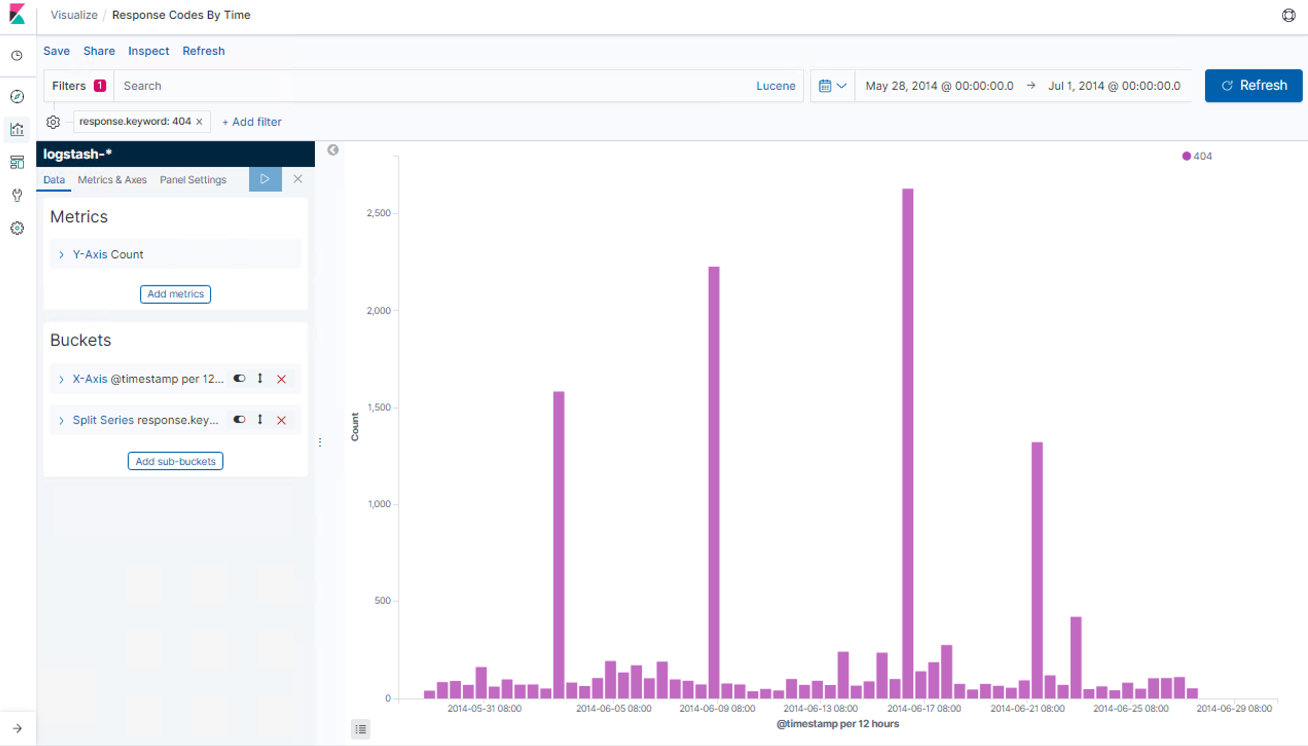 Visualize / Response Codes By Time
Save Share Inspect Refresh
Filters 1 Search Lucene May 28, 2014 @ 00:00:00.0 → Jul 1, 2014 @ 00:00:00.0 Refresh
response.keyword: 404 × + Add filter
logstash-*
Data Metrics & Axes Panel Settings
Metrics
Y-Axis Count
Add metrics
Buckets
X-Axis @timestamp per 12...
Split Series response.key...
Add sub-buckets
404
2,500
2,000
1,500
1,000
500
0
Count
2014-05-31 08:00 2014-06-05 08:00 2014-06-09 08:00 2014-06-13 08:00 2014-06-17 08:00 2014-06-21 08:00 2014-06-25 08:00 2014-06-29 08:00
@timestamp per 12 hours